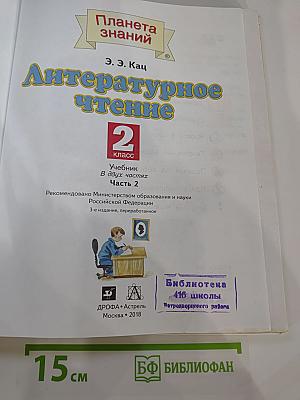 Планета
знаний
Э. Э. Кац
Литературное
чтение
2
класс
Учебник
В двух частях
Часть 2
Рекомендовано Министерством образования и науки
Российской Федерации
3-е издание, переработанное
ДРОФА • Астрель
Москва • 2018
Библиотека
416 школы
Петродворцового района
15 см
БФ БИБЛИОФАН